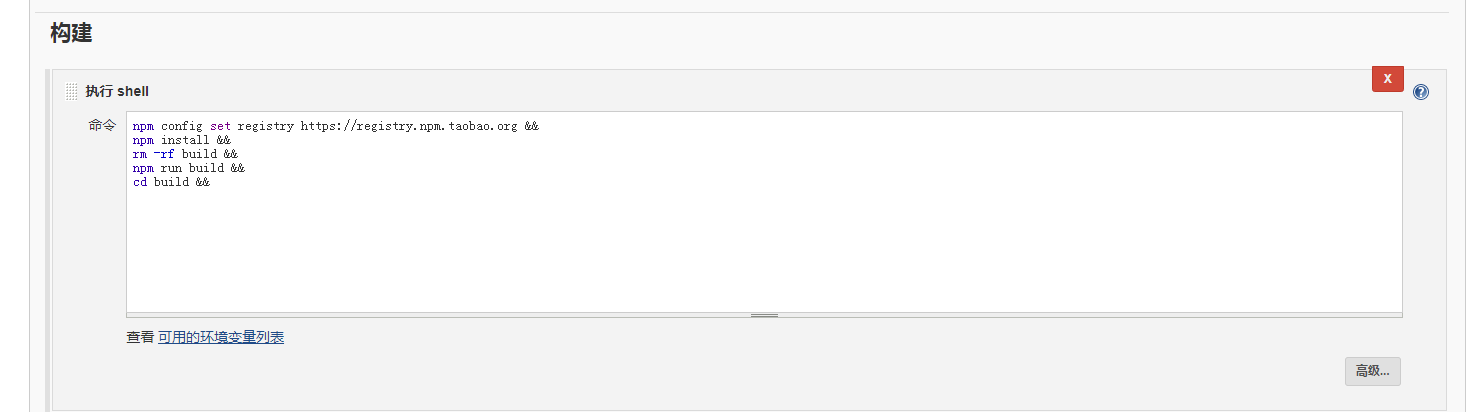 构建
X
执行 shell
?
命令
npm config set registry https://registry.npm.taobao.org &&
npm install &&
rm -rf build &&
npm run build &&
cd build &&
查看 可用的环境变量列表
高级...